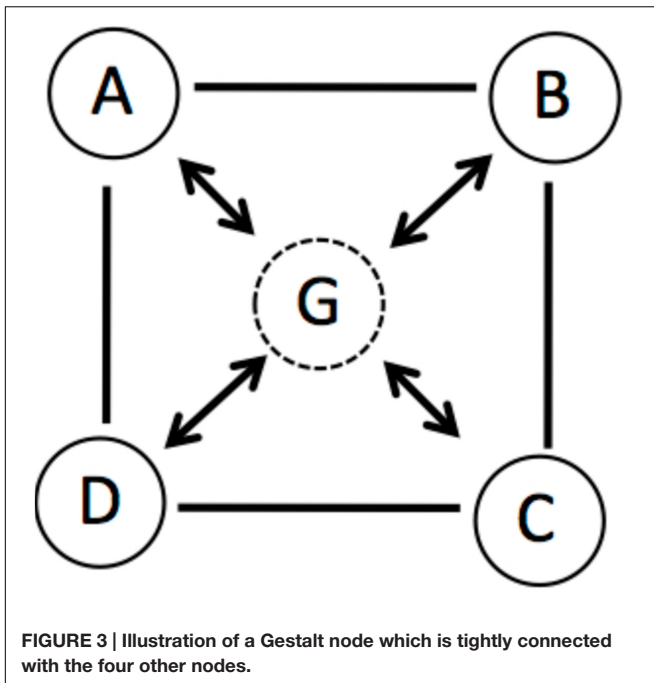 A B
G
D C
FIGURE 3 | Illustration of a Gestalt node which is tightly connected
with the four other nodes.